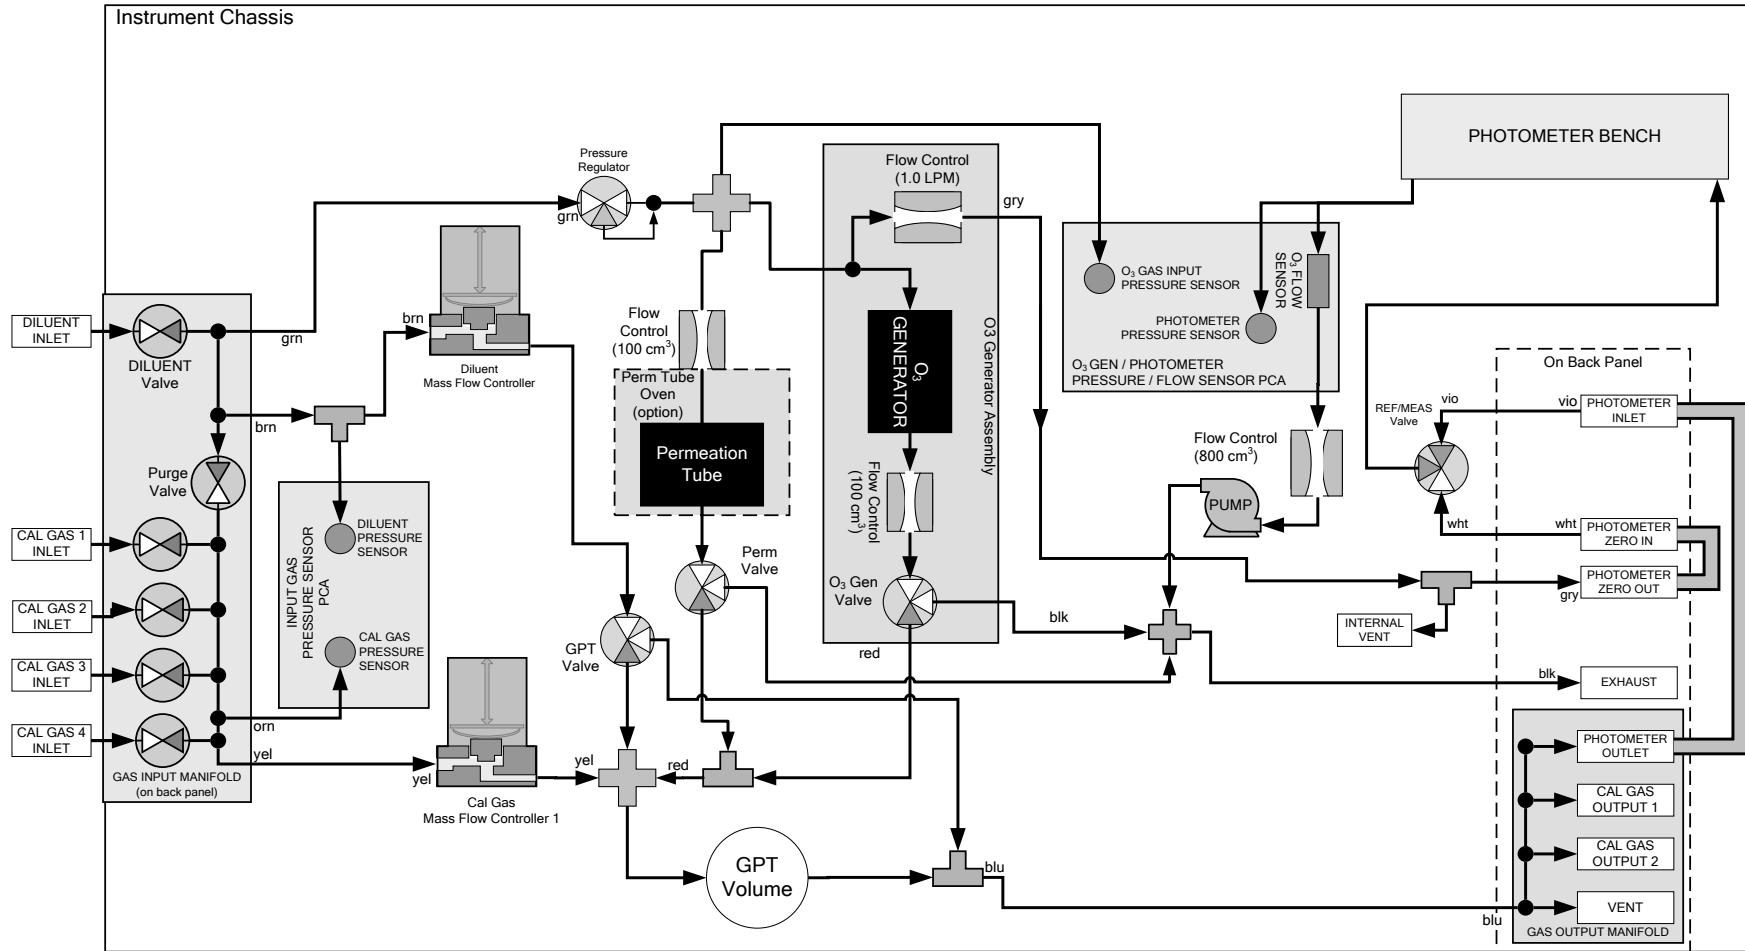 Instrument Chassis
DILUENT
INLET
DILUENT
Valve
grn
brn
Purge
Valve
CAL GAS 1
INLET
CAL GAS 2
INLET
CAL GAS 3
INLET
CAL GAS 4
INLET
orn
yel
GAS INPUT MANIFOLD
(on back panel)
INPUT GAS
PRESSURE SENSOR
PCA
DILUENT
PRESSURE
SENSOR
CAL GAS
PRESSURE
SENSOR
brn
Diluent
Mass Flow Controller
yel
Cal Gas
Mass Flow Controller 1
yel
Pressure
Regulator
grn
Flow
Control
(100 cm³)
Perm Tube
Oven
(option)
Permeation
Tube
Perm
Valve
GPT
Valve
red
GPT
Volume
Flow Control
(1.0 LPM)
gry
O₃
GENERATOR
O3 Generator Assembly
Flow Control
(100 cm³)
O₃ Gen
Valve
red
blk
blu
O₃ GAS INPUT
PRESSURE SENSOR
O₃ FLOW
SENSOR
PHOTOMETER
PRESSURE SENSOR
O₃ GEN / PHOTOMETER
PRESSURE / FLOW SENSOR PCA
Flow Control
(800 cm³)
PUMP
PHOTOMETER BENCH
On Back Panel
REF/MEAS
Valve
vio
vio
PHOTOMETER
INLET
wht
wht
PHOTOMETER
ZERO IN
PHOTOMETER
ZERO OUT
gry
INTERNAL
VENT
blk
EXHAUST
PHOTOMETER
OUTLET
CAL GAS
OUTPUT 1
CAL GAS
OUTPUT 2
VENT
blu
GAS OUTPUT MANIFOLD